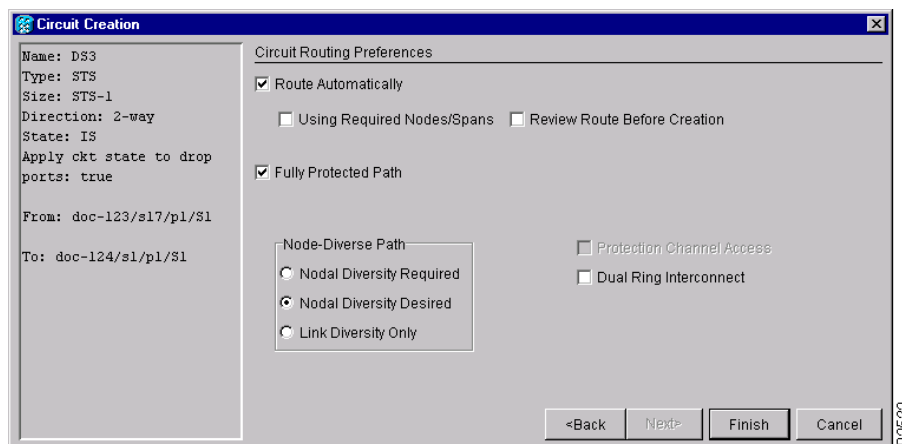 Circuit Creation
Name: DS3
Type: STS
Size: STS-1
Direction: 2-way
State: IS
Apply ckt state to drop
ports: true
From: doc-123/s17/p1/S1
To: doc-124/s1/p1/S1
Circuit Routing Preferences
Route Automatically
Using Required Nodes/Spans
Review Route Before Creation
Fully Protected Path
Node-Diverse Path
Nodal Diversity Required
Nodal Diversity Desired
Link Diversity Only
Protection Channel Access
Dual Ring Interconnect
<Back
Next>
Finish
Cancel